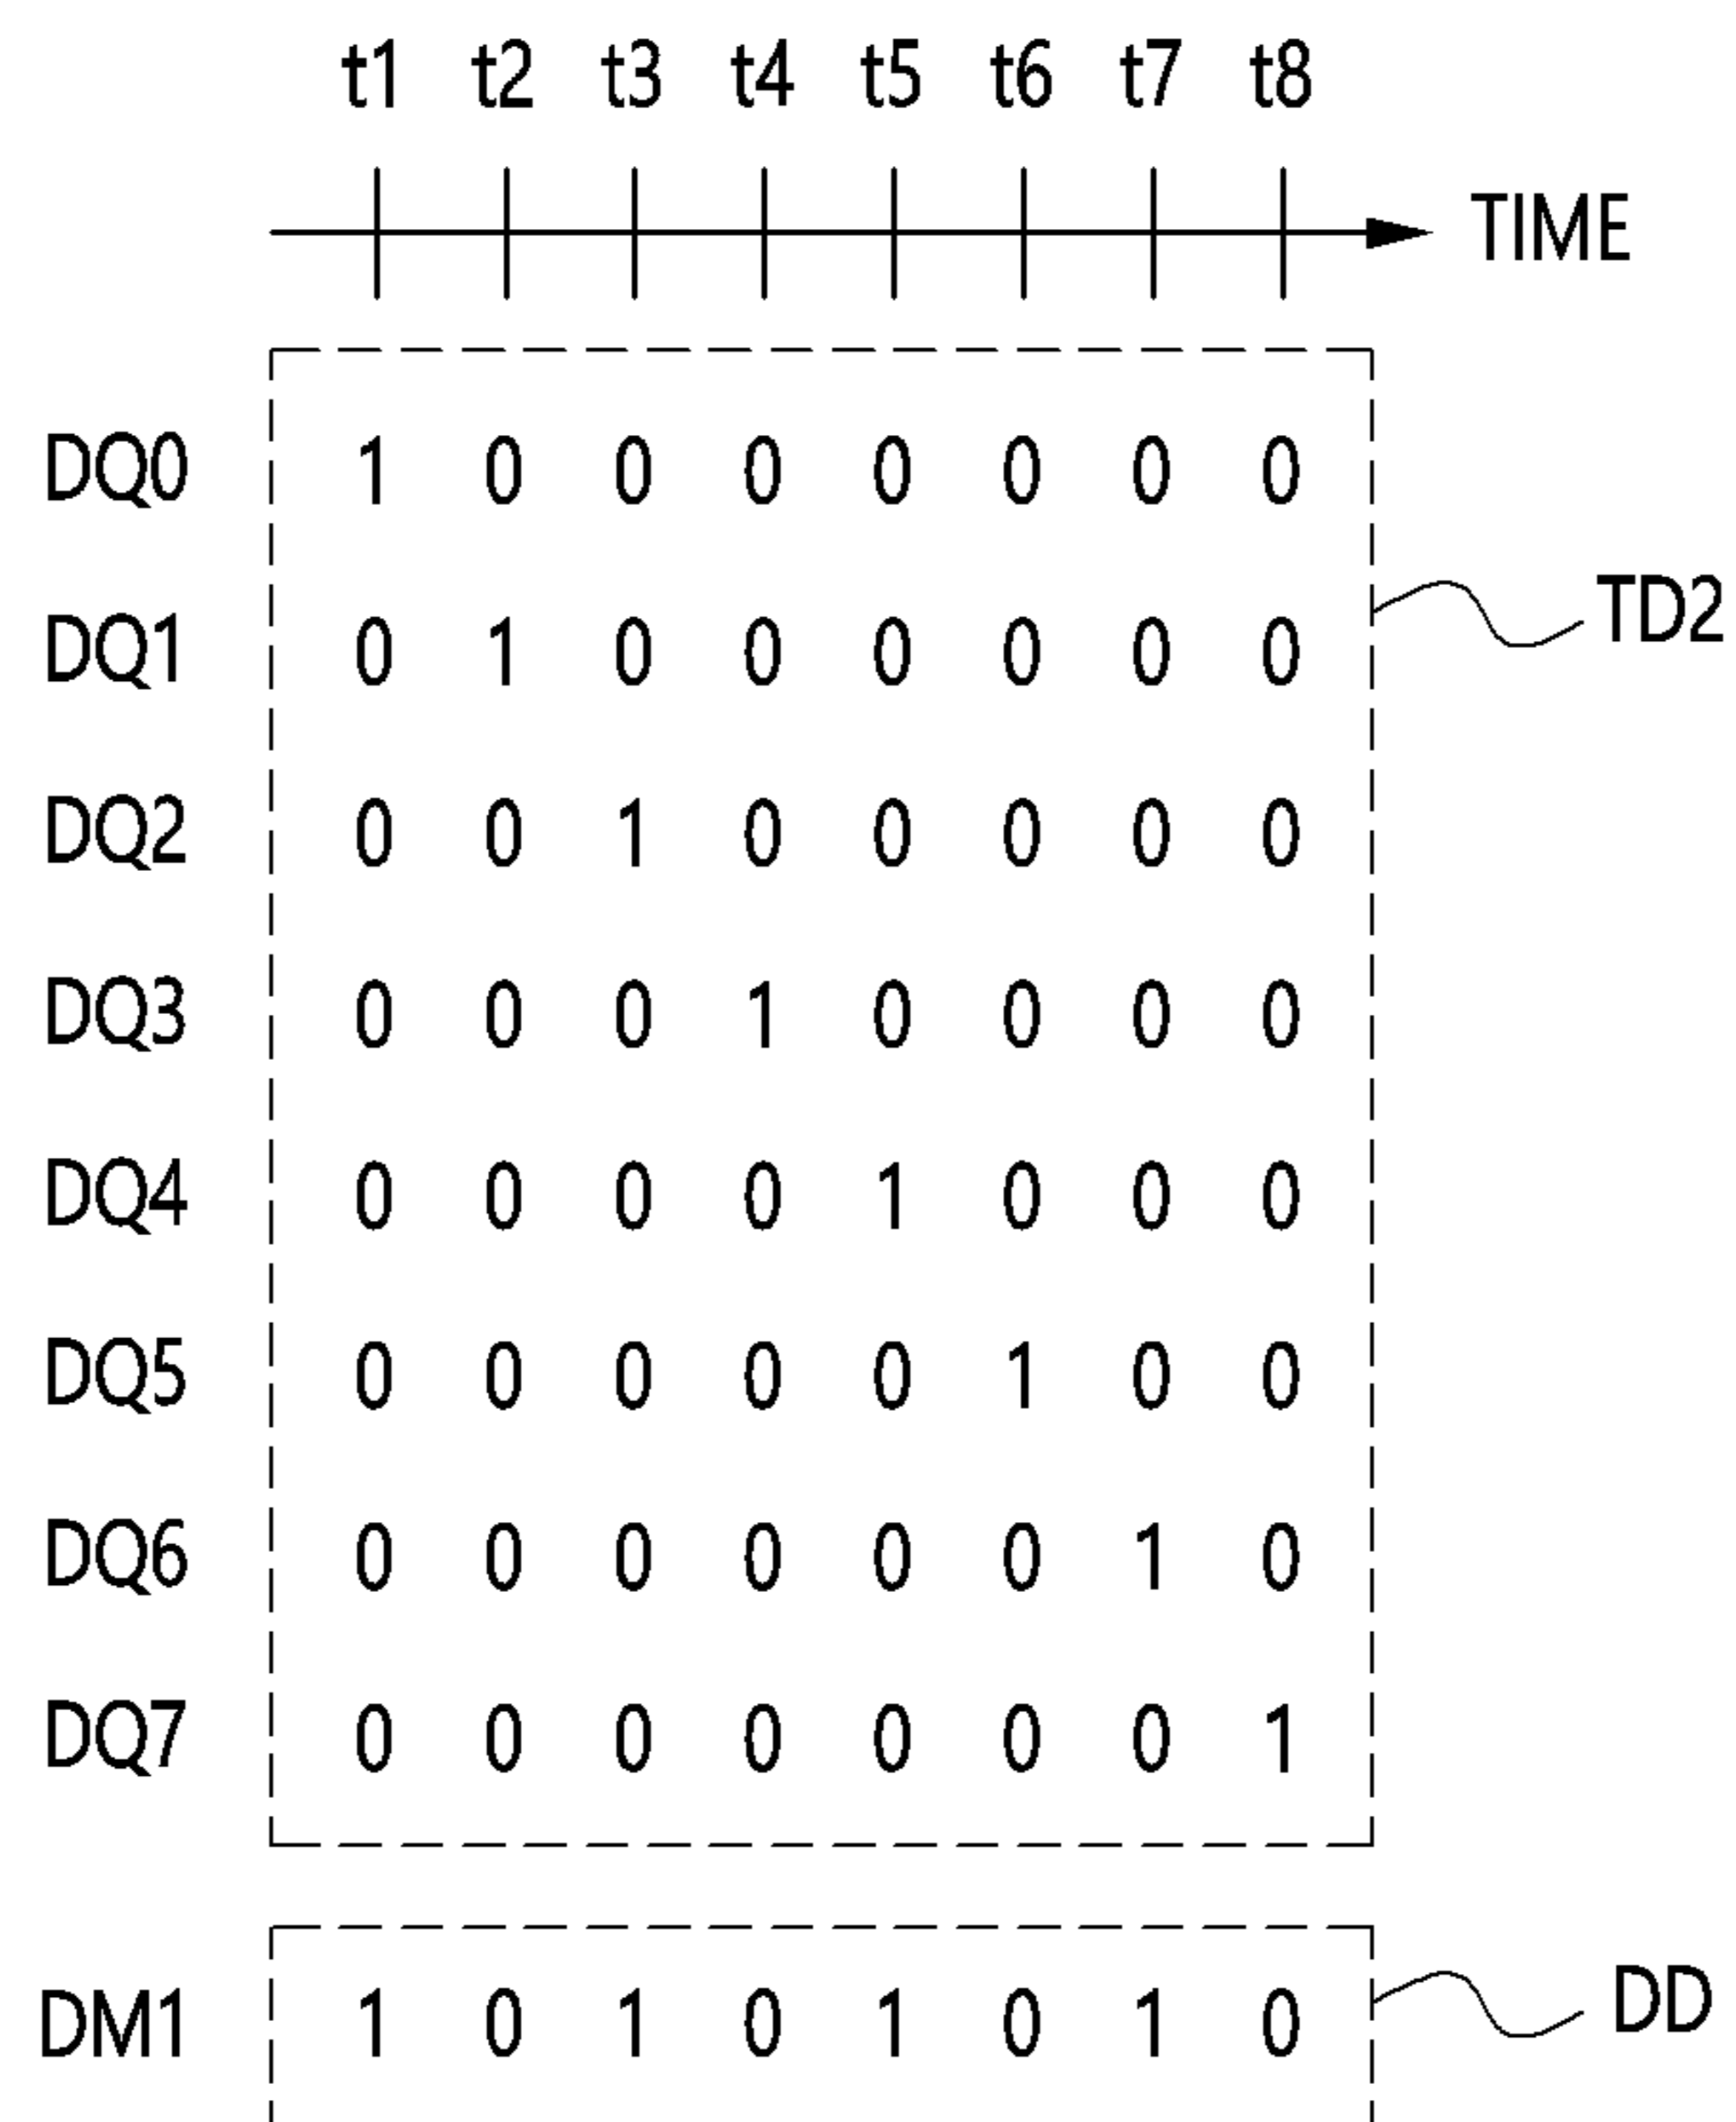 t1 t2 t3 t4 t5 t6 t7 t8
TIME
DQ0 1 0 0 0 0 0 0 0
TD2
DQ1 0 1 0 0 0 0 0 0
DQ2 0 0 1 0 0 0 0 0
DQ3 0 0 0 1 0 0 0 0
DQ4 0 0 0 0 1 0 0 0
DQ5 0 0 0 0 0 1 0 0
DQ6 0 0 0 0 0 0 1 0
DQ7 0 0 0 0 0 0 0 1
DM1 1 0 1 0 1 0 1 0 DD